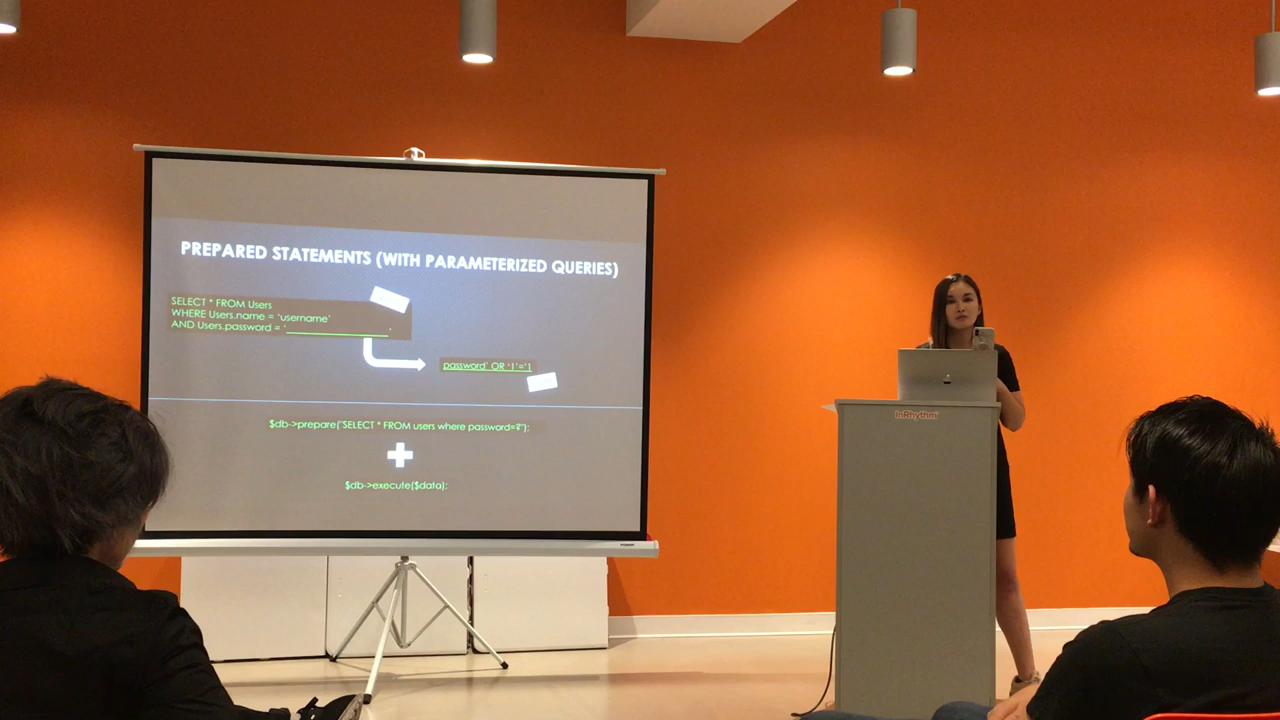 PREPARED STATEMENTS (WITH PARAMETERIZED QUERIES)
SELECT * FROM Users
WHERE Users.name = 'username'
AND Users.password = '__________________'
password' OR '1'='1
$db->prepare("SELECT * FROM users where password=?");
$db->execute($data);
InRhythm